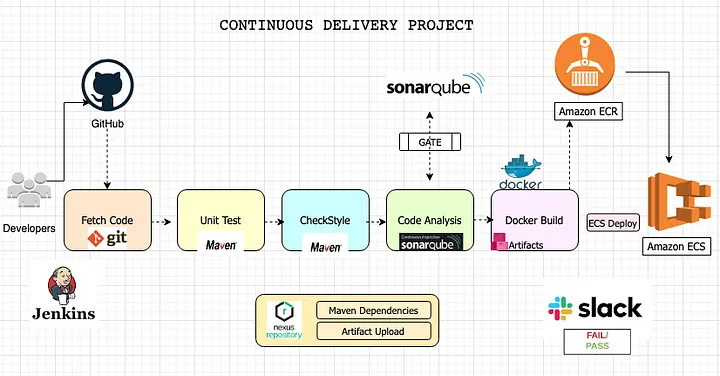 CONTINUOUS DELIVERY PROJECT
sonarqube
Amazon ECR
GitHub
GATE
docker
Developers
Fetch Code
git
Unit Test
Maven
CheckStyle
Maven
Code Analysis
sonarqube
Docker Build
Artifacts
ECS Deploy
Amazon ECS
Jenkins
nexus
repository
Maven Dependencies
Artifact Upload
slack
FAIL/
PASS